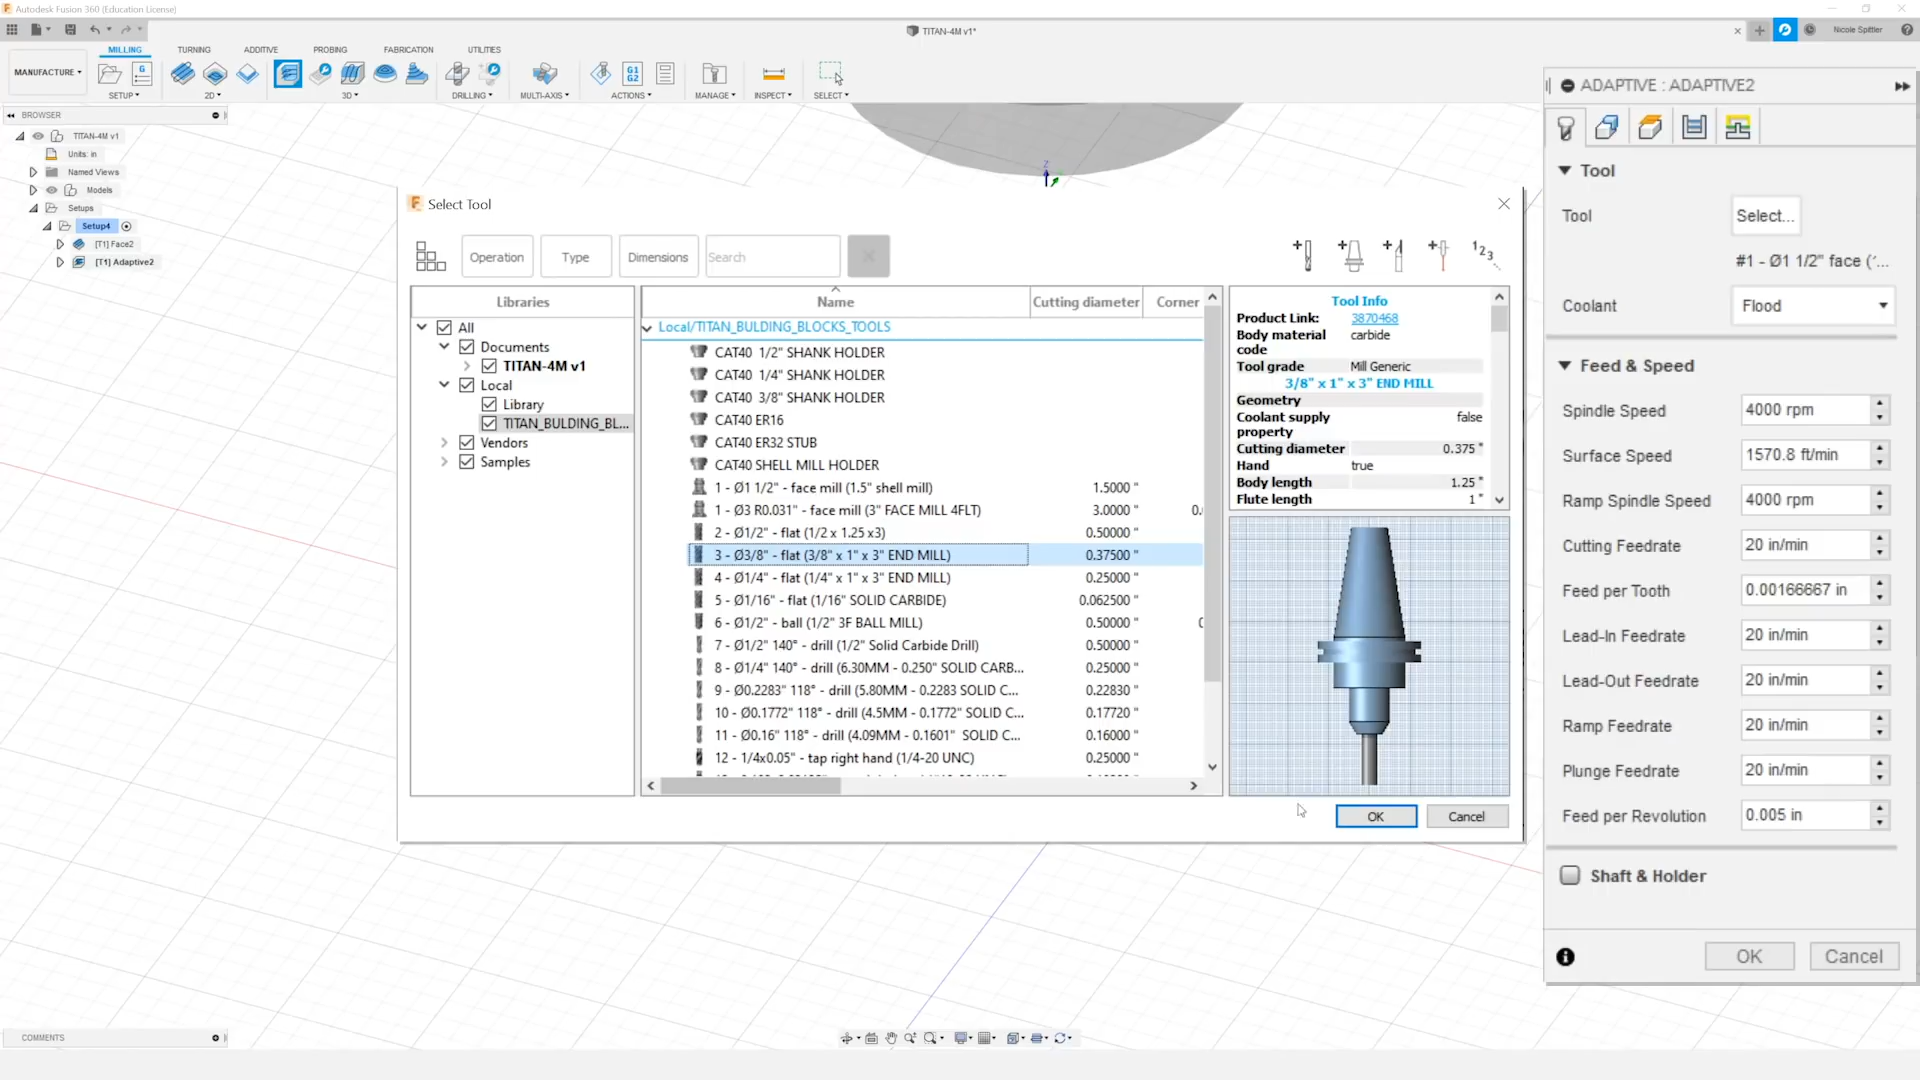 Autodesk Fusion 360 (Education License)
TITAN-4M v1*
Nicole Spitler
MILLING
TURNING
ADDITIVE
PROBING
FABRICATION
UTILITIES
MANUFACTURE
SETUP
2D
3D
DRILLING
MULTI-AXIS
ACTIONS
MANAGE
INSPECT
SELECT
G1
G2
BROWSER
TITAN-4M v1
Units: in
Named Views
Models
Setups
Setup4
[T1] Face2
[T1] Adaptive2
Z
Select Tool
Operation
Type
Dimensions
Search
Libraries
All
Documents
TITAN-4M v1
Local
Library
TITAN_BULDING_BL...
Vendors
Samples
Name
Cutting diameter
Corner
Local/TITAN_BULDING_BLOCKS_TOOLS
CAT40 1/2" SHANK HOLDER
CAT40 1/4" SHANK HOLDER
CAT40 3/8" SHANK HOLDER
CAT40 ER16
CAT40 ER32 STUB
CAT40 SHELL MILL HOLDER
1 - Ø1 1/2" - face mill (1.5" shell mill) 1.5000 "
1 - Ø3 R0.031" - face mill (3" FACE MILL 4FLT) 3.0000 " 0.
2 - Ø1/2" - flat (1/2 x 1.25 x3) 0.50000 "
3 - Ø3/8" - flat (3/8" x 1" x 3" END MILL) 0.37500 "
4 - Ø1/4" - flat (1/4" x 1" x 3" END MILL) 0.25000 "
5 - Ø1/16" - flat (1/16" SOLID CARBIDE) 0.062500 "
6 - Ø1/2" - ball (1/2" 3F BALL MILL) 0.50000 "
7 - Ø1/2" 140° - drill (1/2" Solid Carbide Drill) 0.50000 "
8 - Ø1/4" 140° - drill (6.30MM - 0.250" SOLID CARB... 0.25000 "
9 - Ø0.2283" 118° - drill (5.80MM - 0.2283 SOLID C... 0.22830 "
10 - Ø0.1772" 118° - drill (4.5MM - 0.1772" SOLID C... 0.17720 "
11 - Ø0.16" 118° - drill (4.09MM - 0.1601" SOLID C... 0.16000 "
12 - 1/4x0.05" - tap right hand (1/4-20 UNC) 0.25000 "
Tool Info
Product Link: 3870468
Body material code carbide
Tool grade Mill Generic
3/8" x 1" x 3" END MILL
Geometry
Coolant supply property false
Cutting diameter 0.375 "
Hand true
Body length 1.25 "
Flute length 1 "
OK
Cancel
ADAPTIVE : ADAPTIVE2
Tool
Tool Select...
#1 - Ø1 1/2" face (...
Coolant Flood
Feed & Speed
Spindle Speed 4000 rpm
Surface Speed 1570.8 ft/min
Ramp Spindle Speed 4000 rpm
Cutting Feedrate 20 in/min
Feed per Tooth 0.00166667 in
Lead-In Feedrate 20 in/min
Lead-Out Feedrate 20 in/min
Ramp Feedrate 20 in/min
Plunge Feedrate 20 in/min
Feed per Revolution 0.005 in
Shaft & Holder
OK
Cancel
COMMENTS